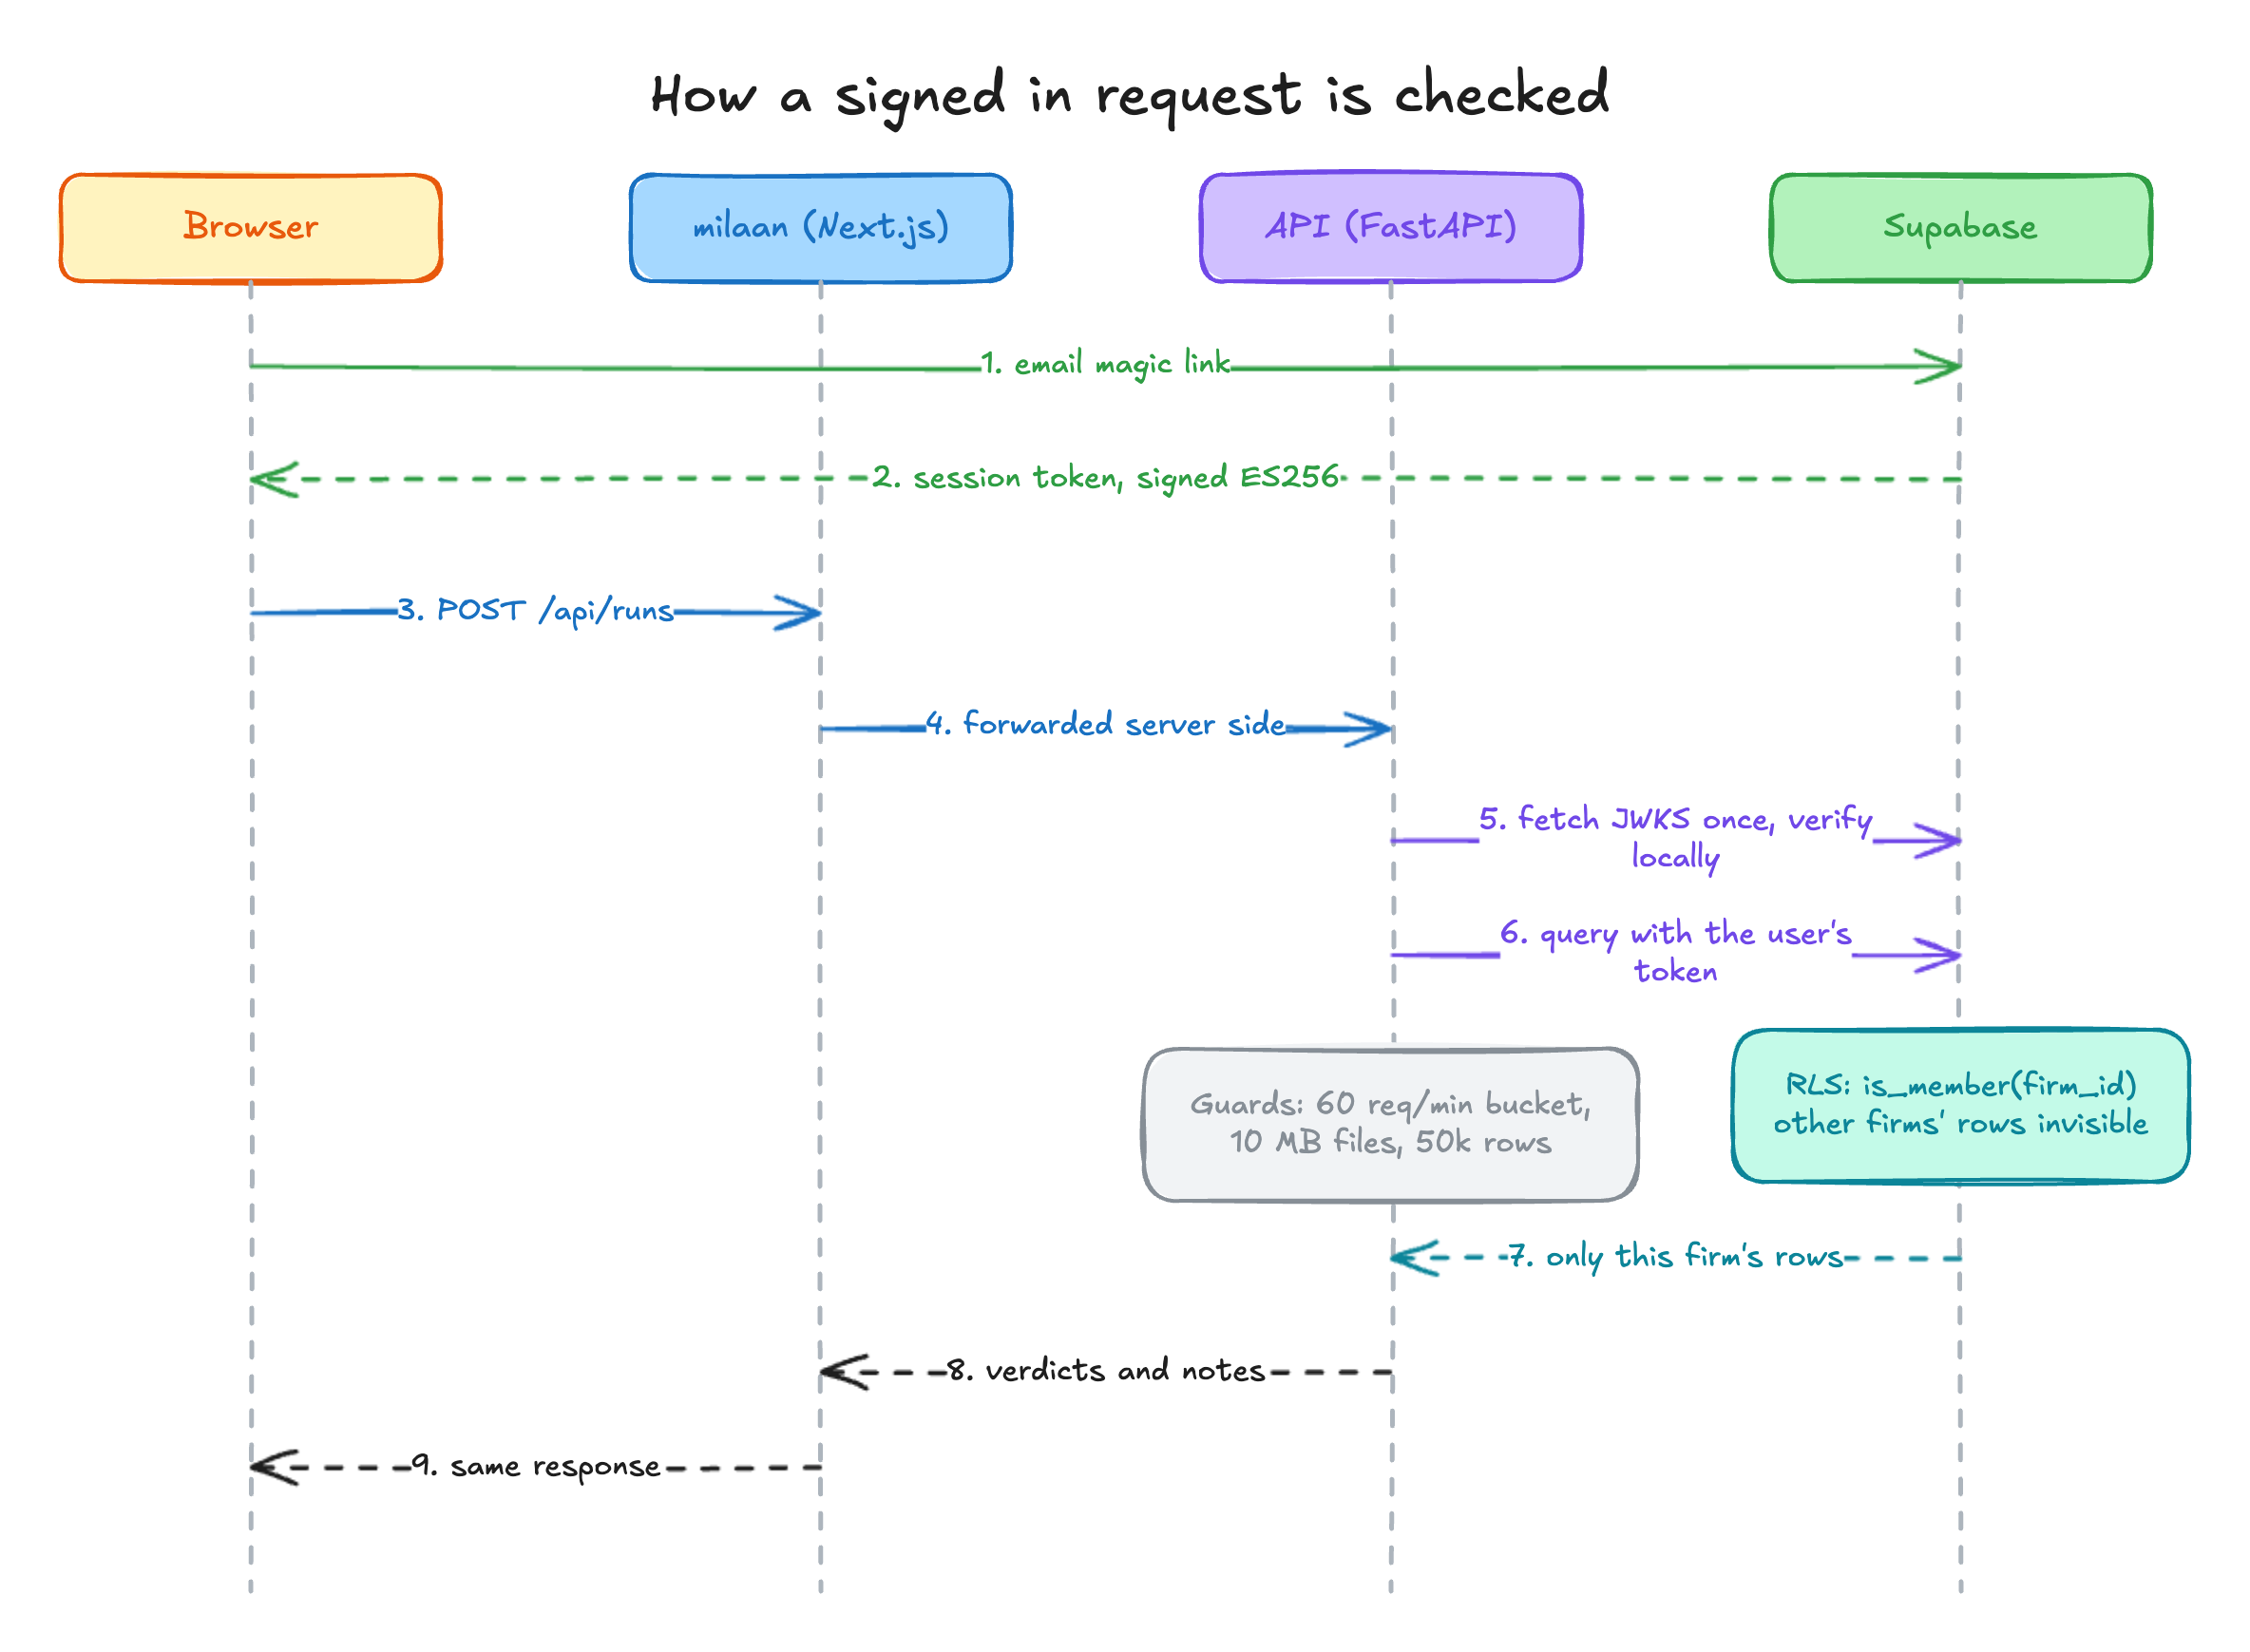 How a signed in request is checked
Browser
milaan (Next.js)
API (FastAPI)
Supabase
1. email magic link
2. session token, signed ES256
3. POST /api/runs
4. forwarded server side
5. fetch JWKS once, verify
locally
6. query with the user's
token
Guards: 60 req/min bucket,
10 MB files, 50k rows
RLS: is_member(firm_id)
other firms' rows invisible
7. only this firm's rows
8. verdicts and notes
9. same response